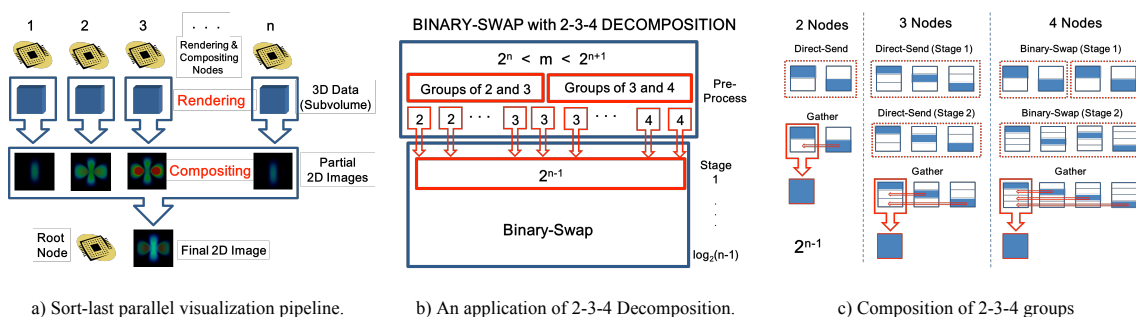 1 2 3 . . . n
Rendering &
Compositing
Nodes
Rendering
3D Data
(Subvolume)
Compositing
Partial
2D Images
Root
Node
Final 2D Image
a) Sort-last parallel visualization pipeline.
BINARY-SWAP with 2-3-4 DECOMPOSITION
2ⁿ < m < 2ⁿ⁺¹
Groups of 2 and 3 Groups of 3 and 4
Pre-
Process
2 2 . . . 3 3 3 . . . 4 4
2ⁿ⁻¹
Stage
1
.
.
.
Binary-Swap
log₂(n-1)
b) An application of 2-3-4 Decomposition.
2 Nodes 3 Nodes 4 Nodes
Direct-Send Direct-Send (Stage 1) Binary-Swap (Stage 1)
Gather Direct-Send (Stage 2) Binary-Swap (Stage 2)
Gather Gather
2ⁿ⁻¹
c) Composition of 2-3-4 groups